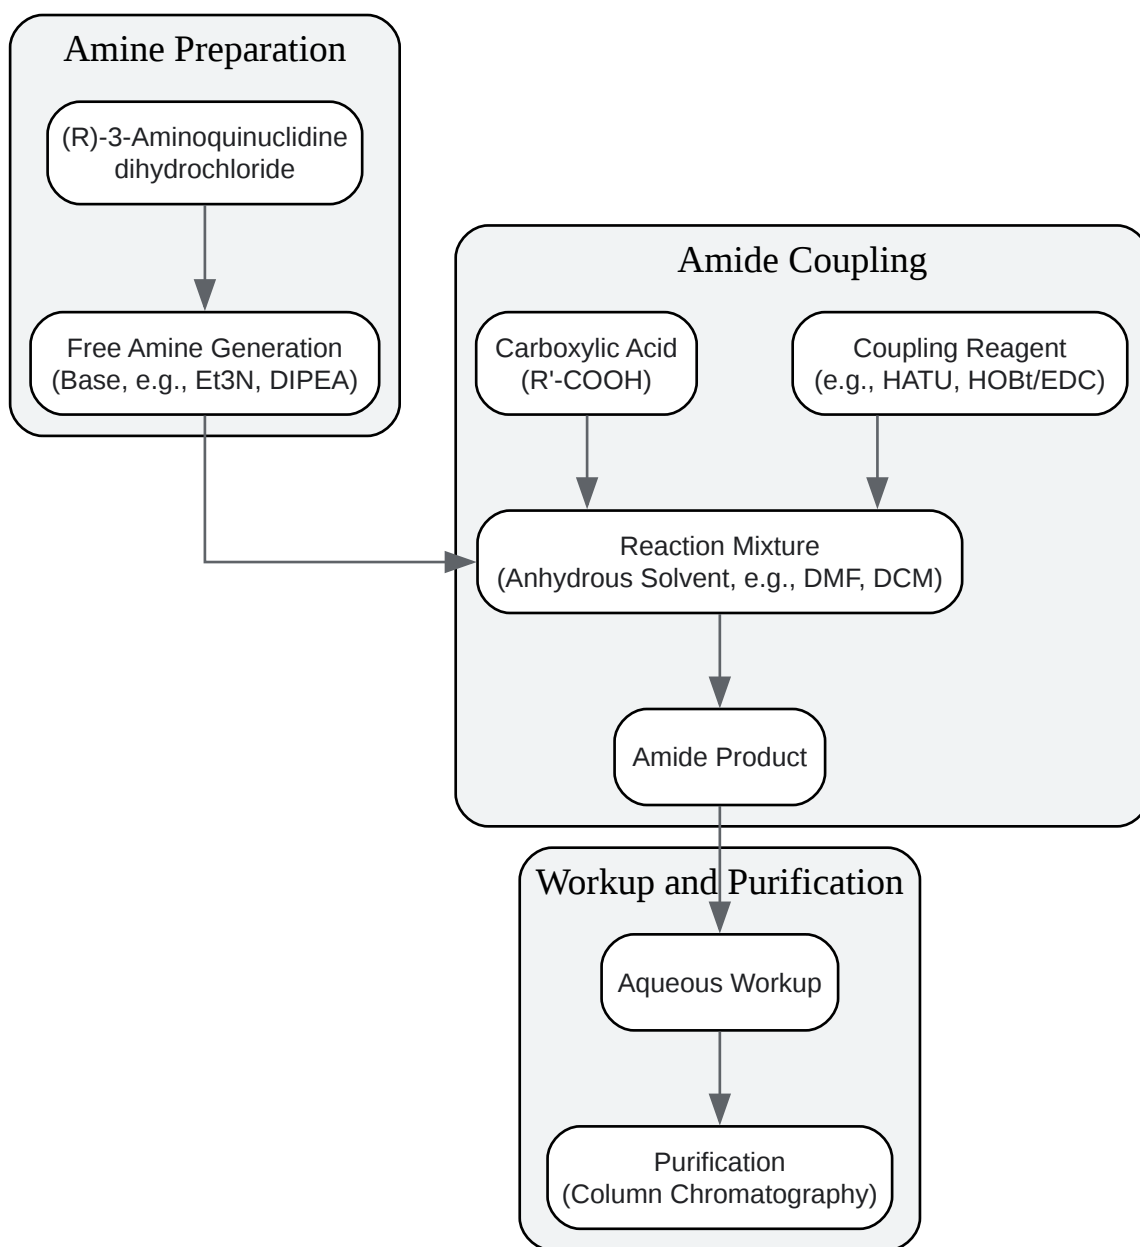 Amine Preparation
(R)-3-Aminoquinuclidine
dihydrochloride
Free Amine Generation
(Base, e.g., Et3N, DIPEA)
Amide Coupling
Carboxylic Acid
(R'-COOH)
Coupling Reagent
(e.g., HATU, HOBt/EDC)
Reaction Mixture
(Anhydrous Solvent, e.g., DMF, DCM)
Amide Product
Workup and Purification
Aqueous Workup
Purification
(Column Chromatography)